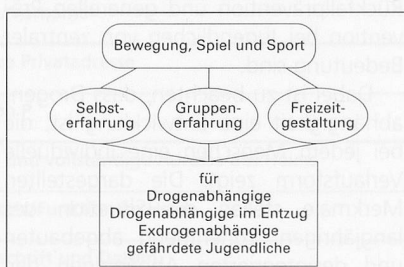 Bewegung, Spiel und Sport
Selbst- Gruppen- Freizeit-
erfahrung erfahrung gestaltung
für
Drogenabhängige
Drogenabhängige im Entzug
Exdrogenabhängige
gefährdete Jugendliche